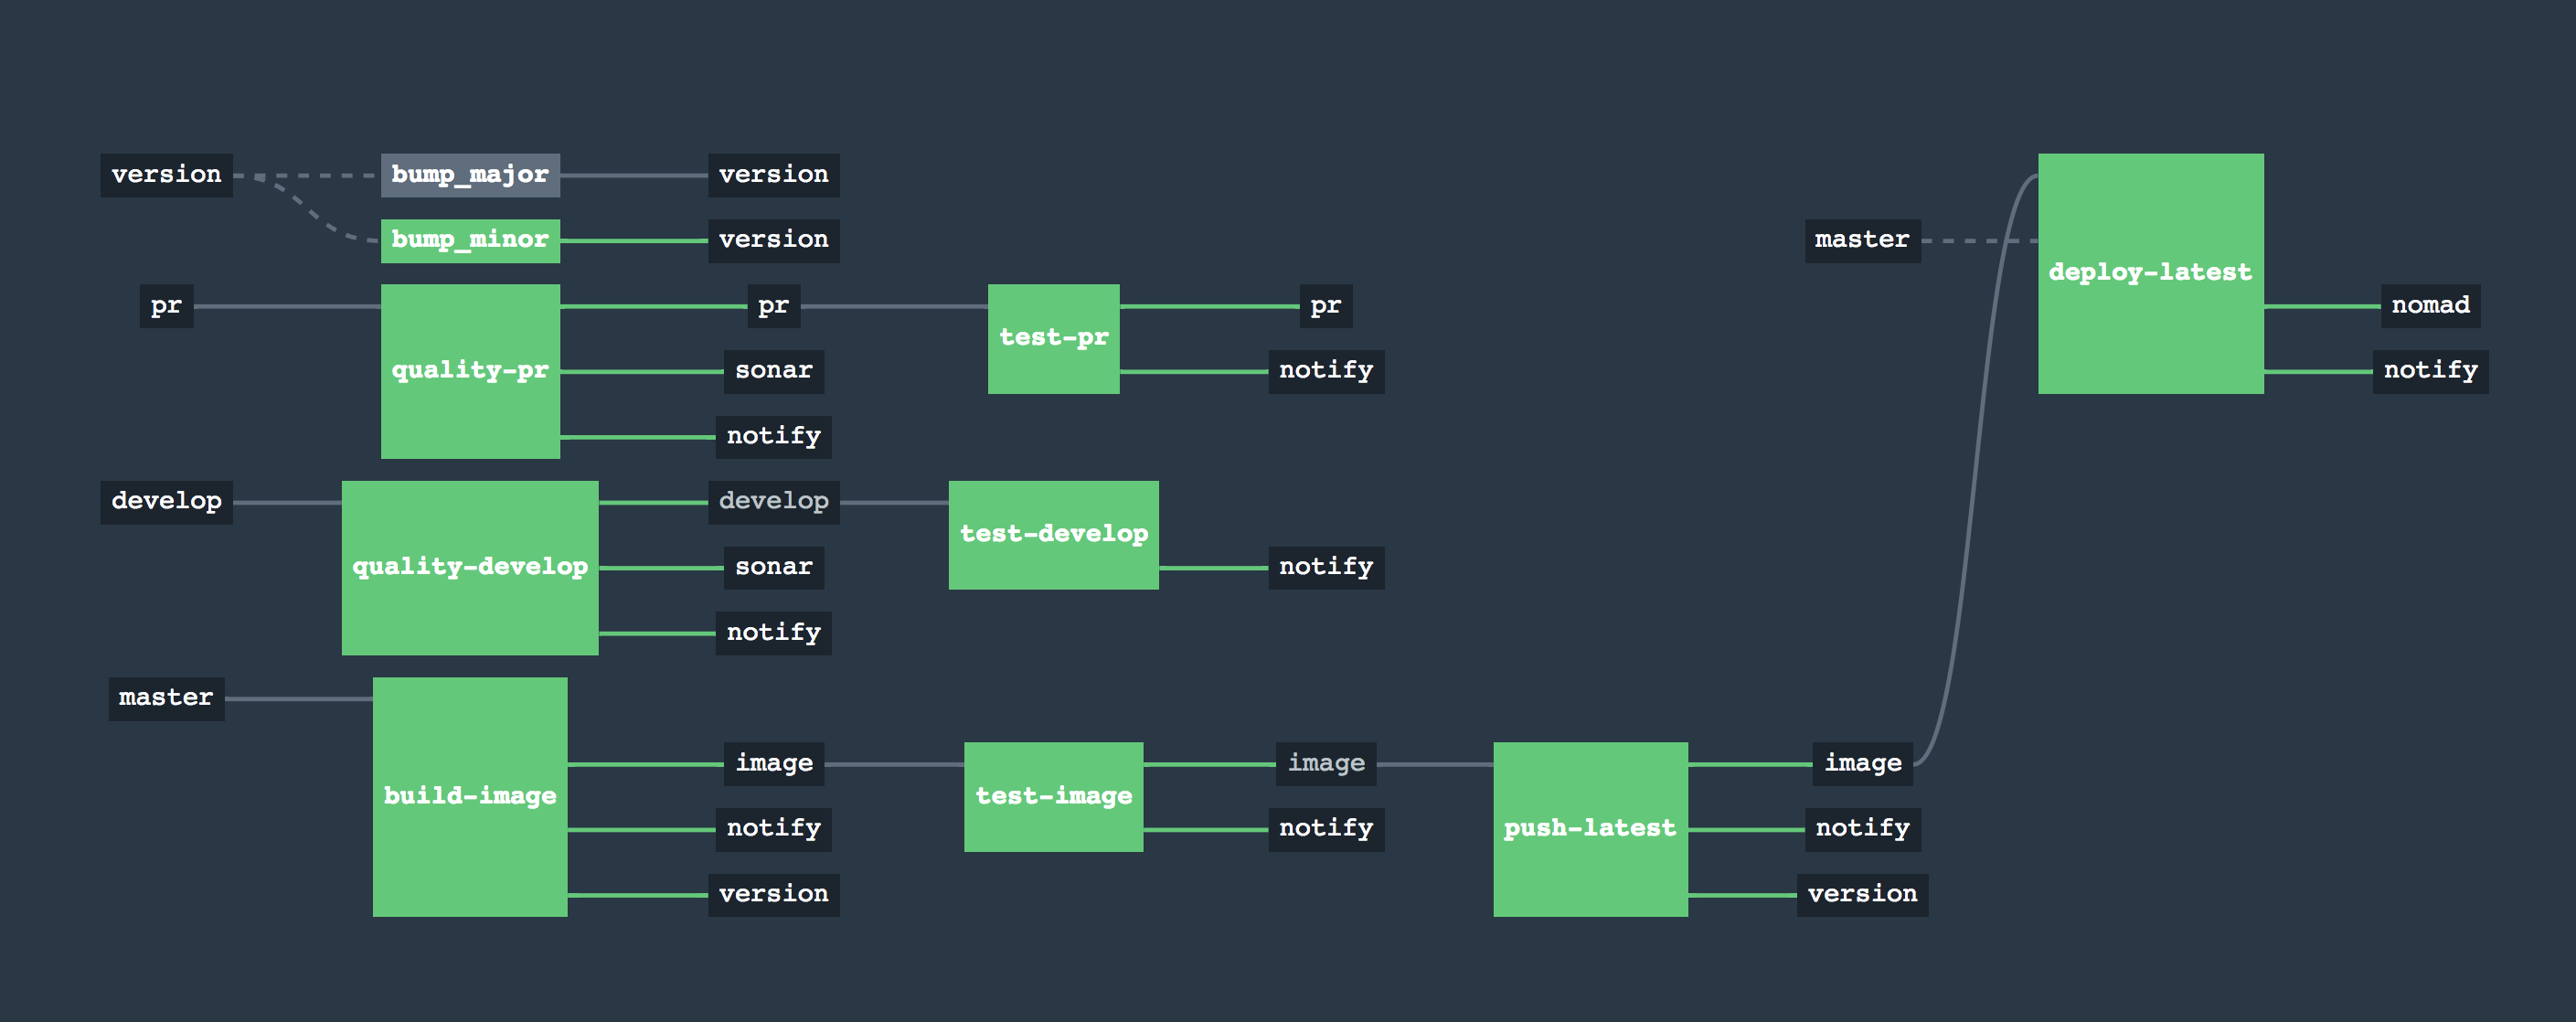 version
bump_major
version
bump_minor
version
master
deploy-latest
pr
quality-pr
pr
test-pr
pr
nomad
sonar
notify
notify
notify
develop
quality-develop
develop
test-develop
sonar
notify
notify
master
build-image
image
test-image
image
push-latest
image
notify
notify
notify
version
version